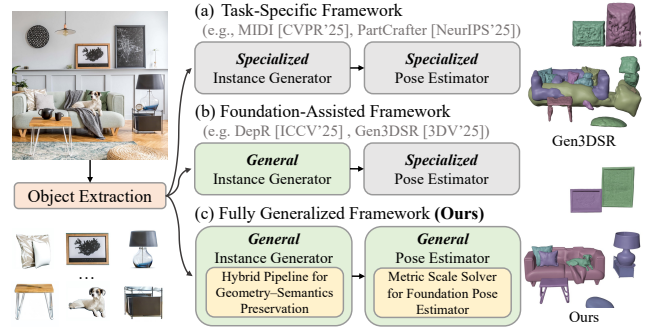 (a) Task-Specific Framework
(e.g., MIDI [CVPR'25], PartCrafter [NeurIPS'25])
Specialized
Instance Generator
Specialized
Pose Estimator
Gen3DSR
(b) Foundation-Assisted Framework
(e.g. DepR [ICCV'25] , Gen3DSR [3DV'25])
General
Instance Generator
Specialized
Pose Estimator
Object Extraction
(c) Fully Generalized Framework (Ours)
General
Instance Generator
Hybrid Pipeline for
Geometry–Semantics
Preservation
General
Pose Estimator
Metric Scale Solver
for Foundation Pose
Estimator
...
Ours